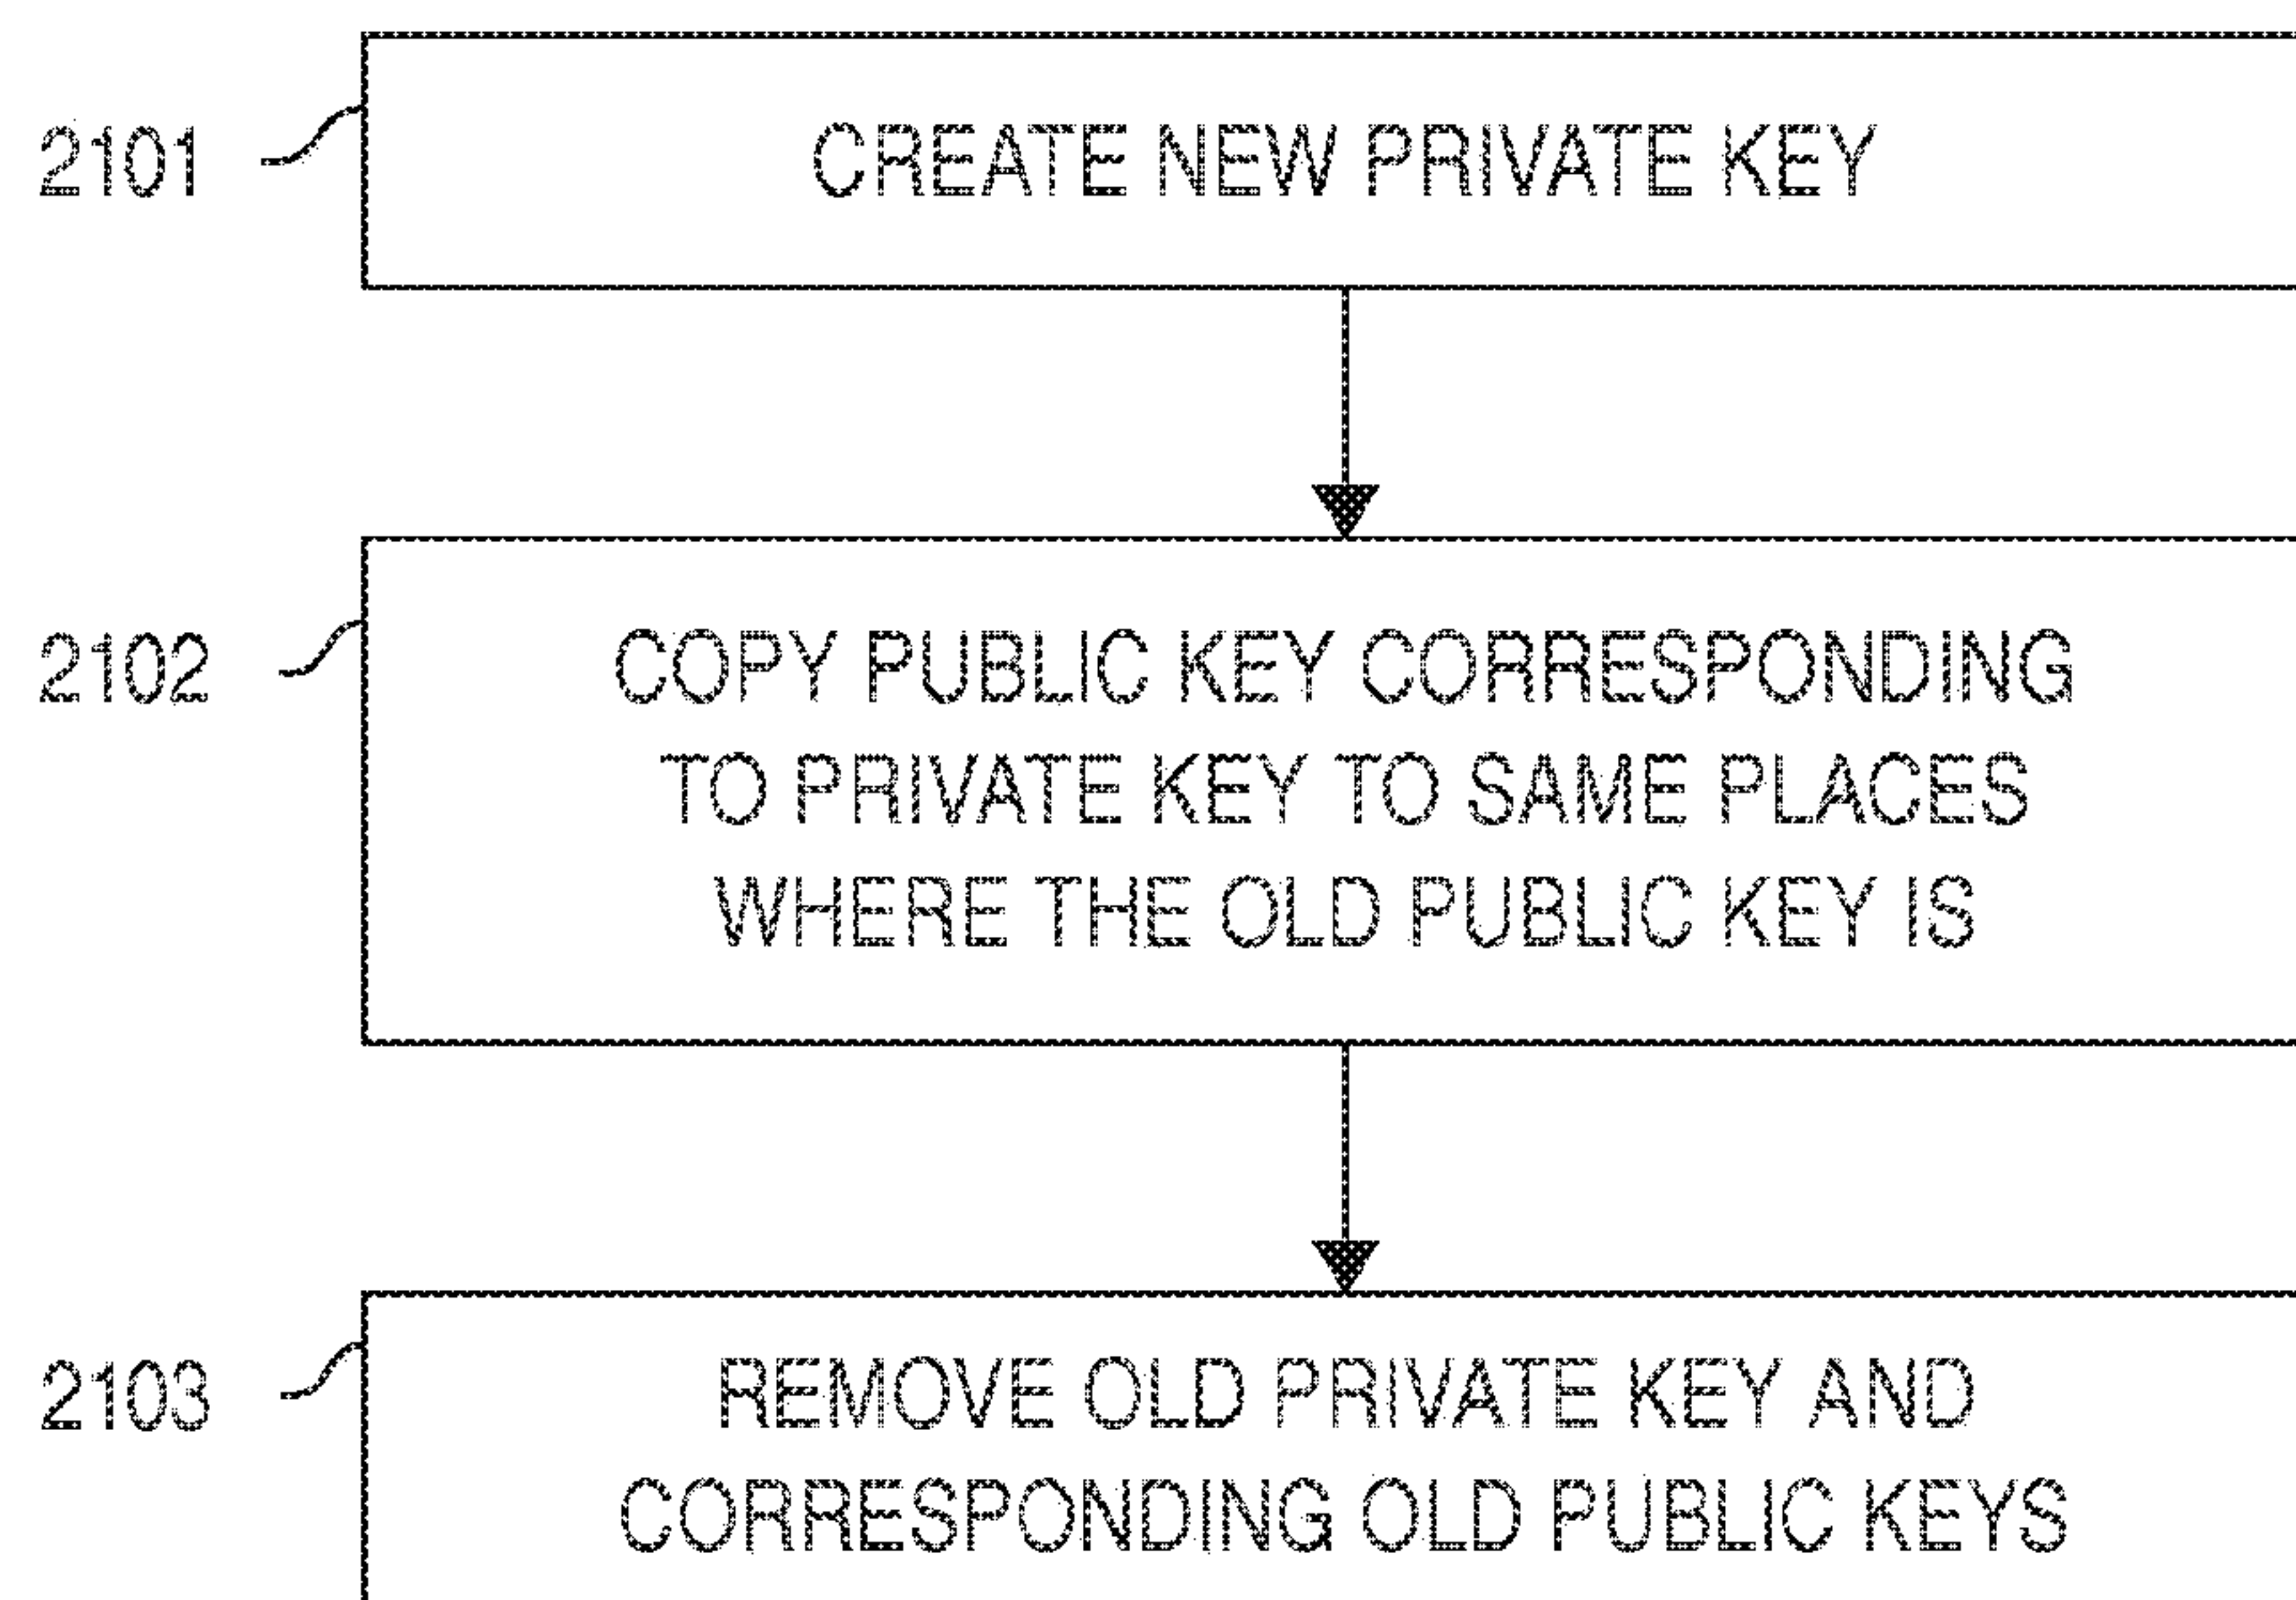 2101
CREATE NEW PRIVATE KEY
2102
COPY PUBLIC KEY CORRESPONDING
TO PRIVATE KEY TO SAME PLACES
WHERE THE OLD PUBLIC KEY IS
2103
REMOVE OLD PRIVATE KEY AND
CORRESPONDING OLD PUBLIC KEYS